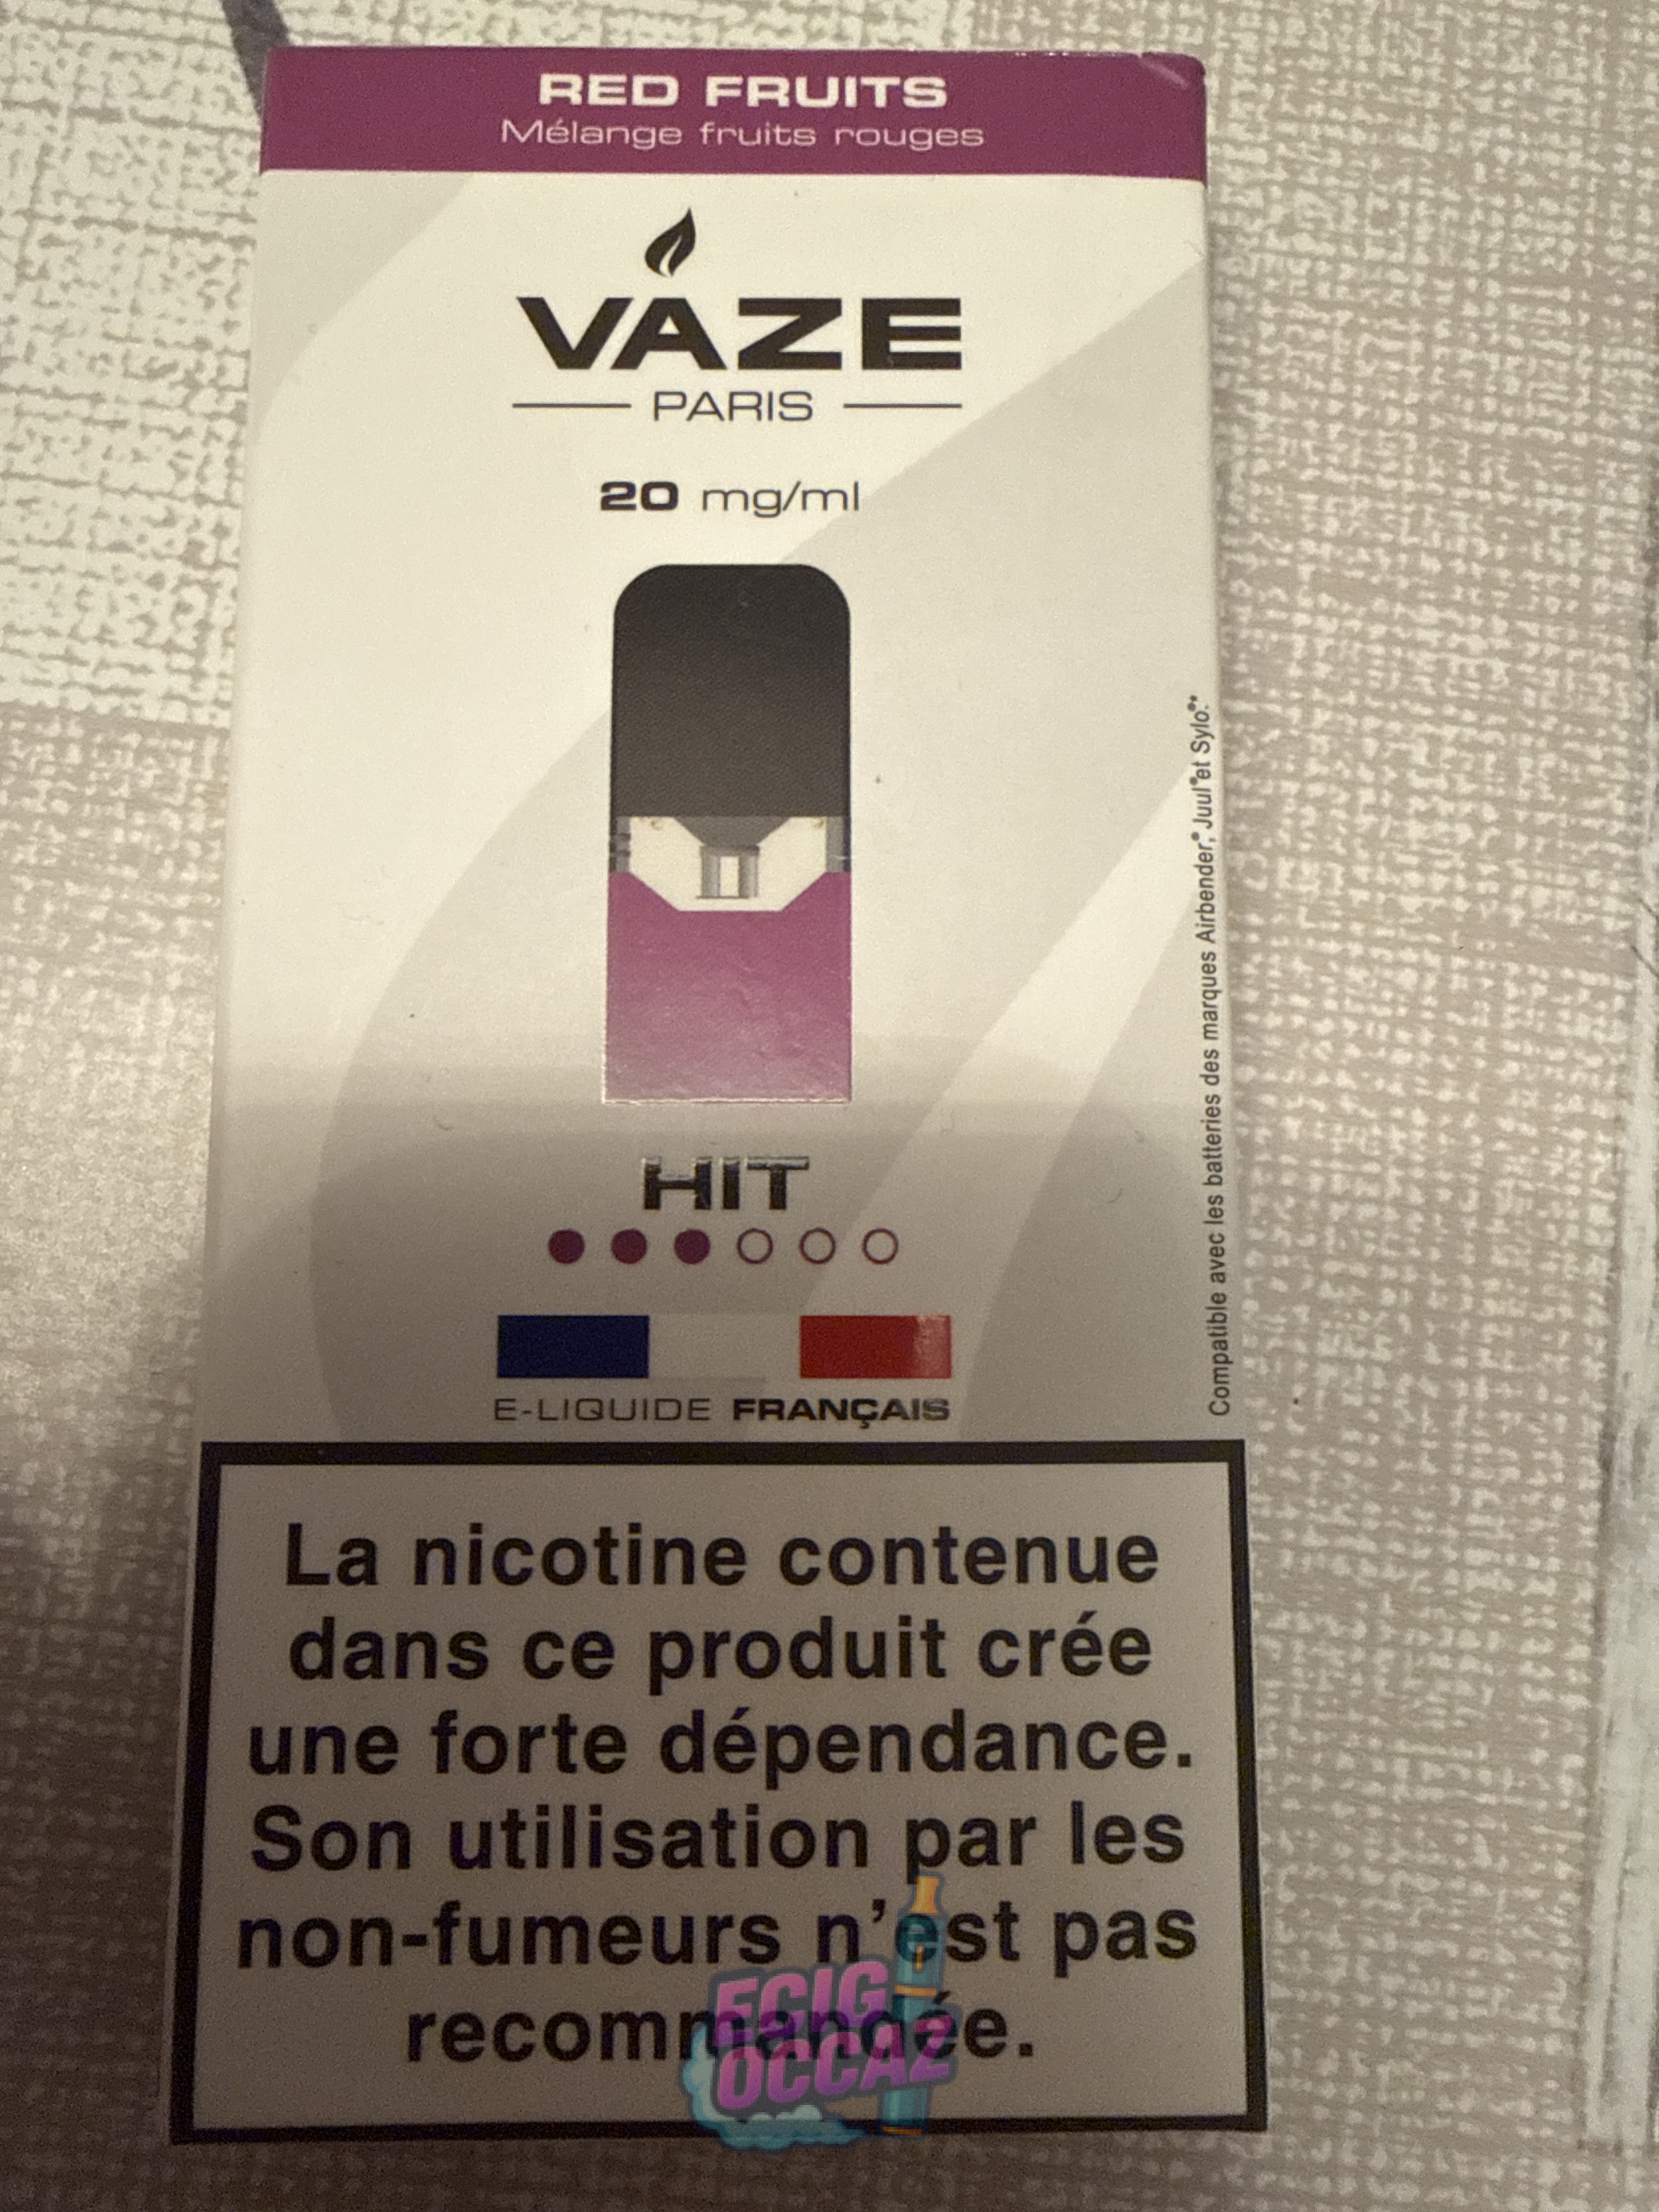 RED FRUITS
Mélange fruits rouges
VAZE
PARIS
20 mg/ml
HIT
E-LIQUIDE FRANÇAIS
Compatible avec les batteries des marques Airbender,® Juul® et Sylo.®*
La nicotine contenue
dans ce produit crée
une forte dépendance.
Son utilisation par les
non-fumeurs n'est pas
recommandée.
ECIG
OCCAZ